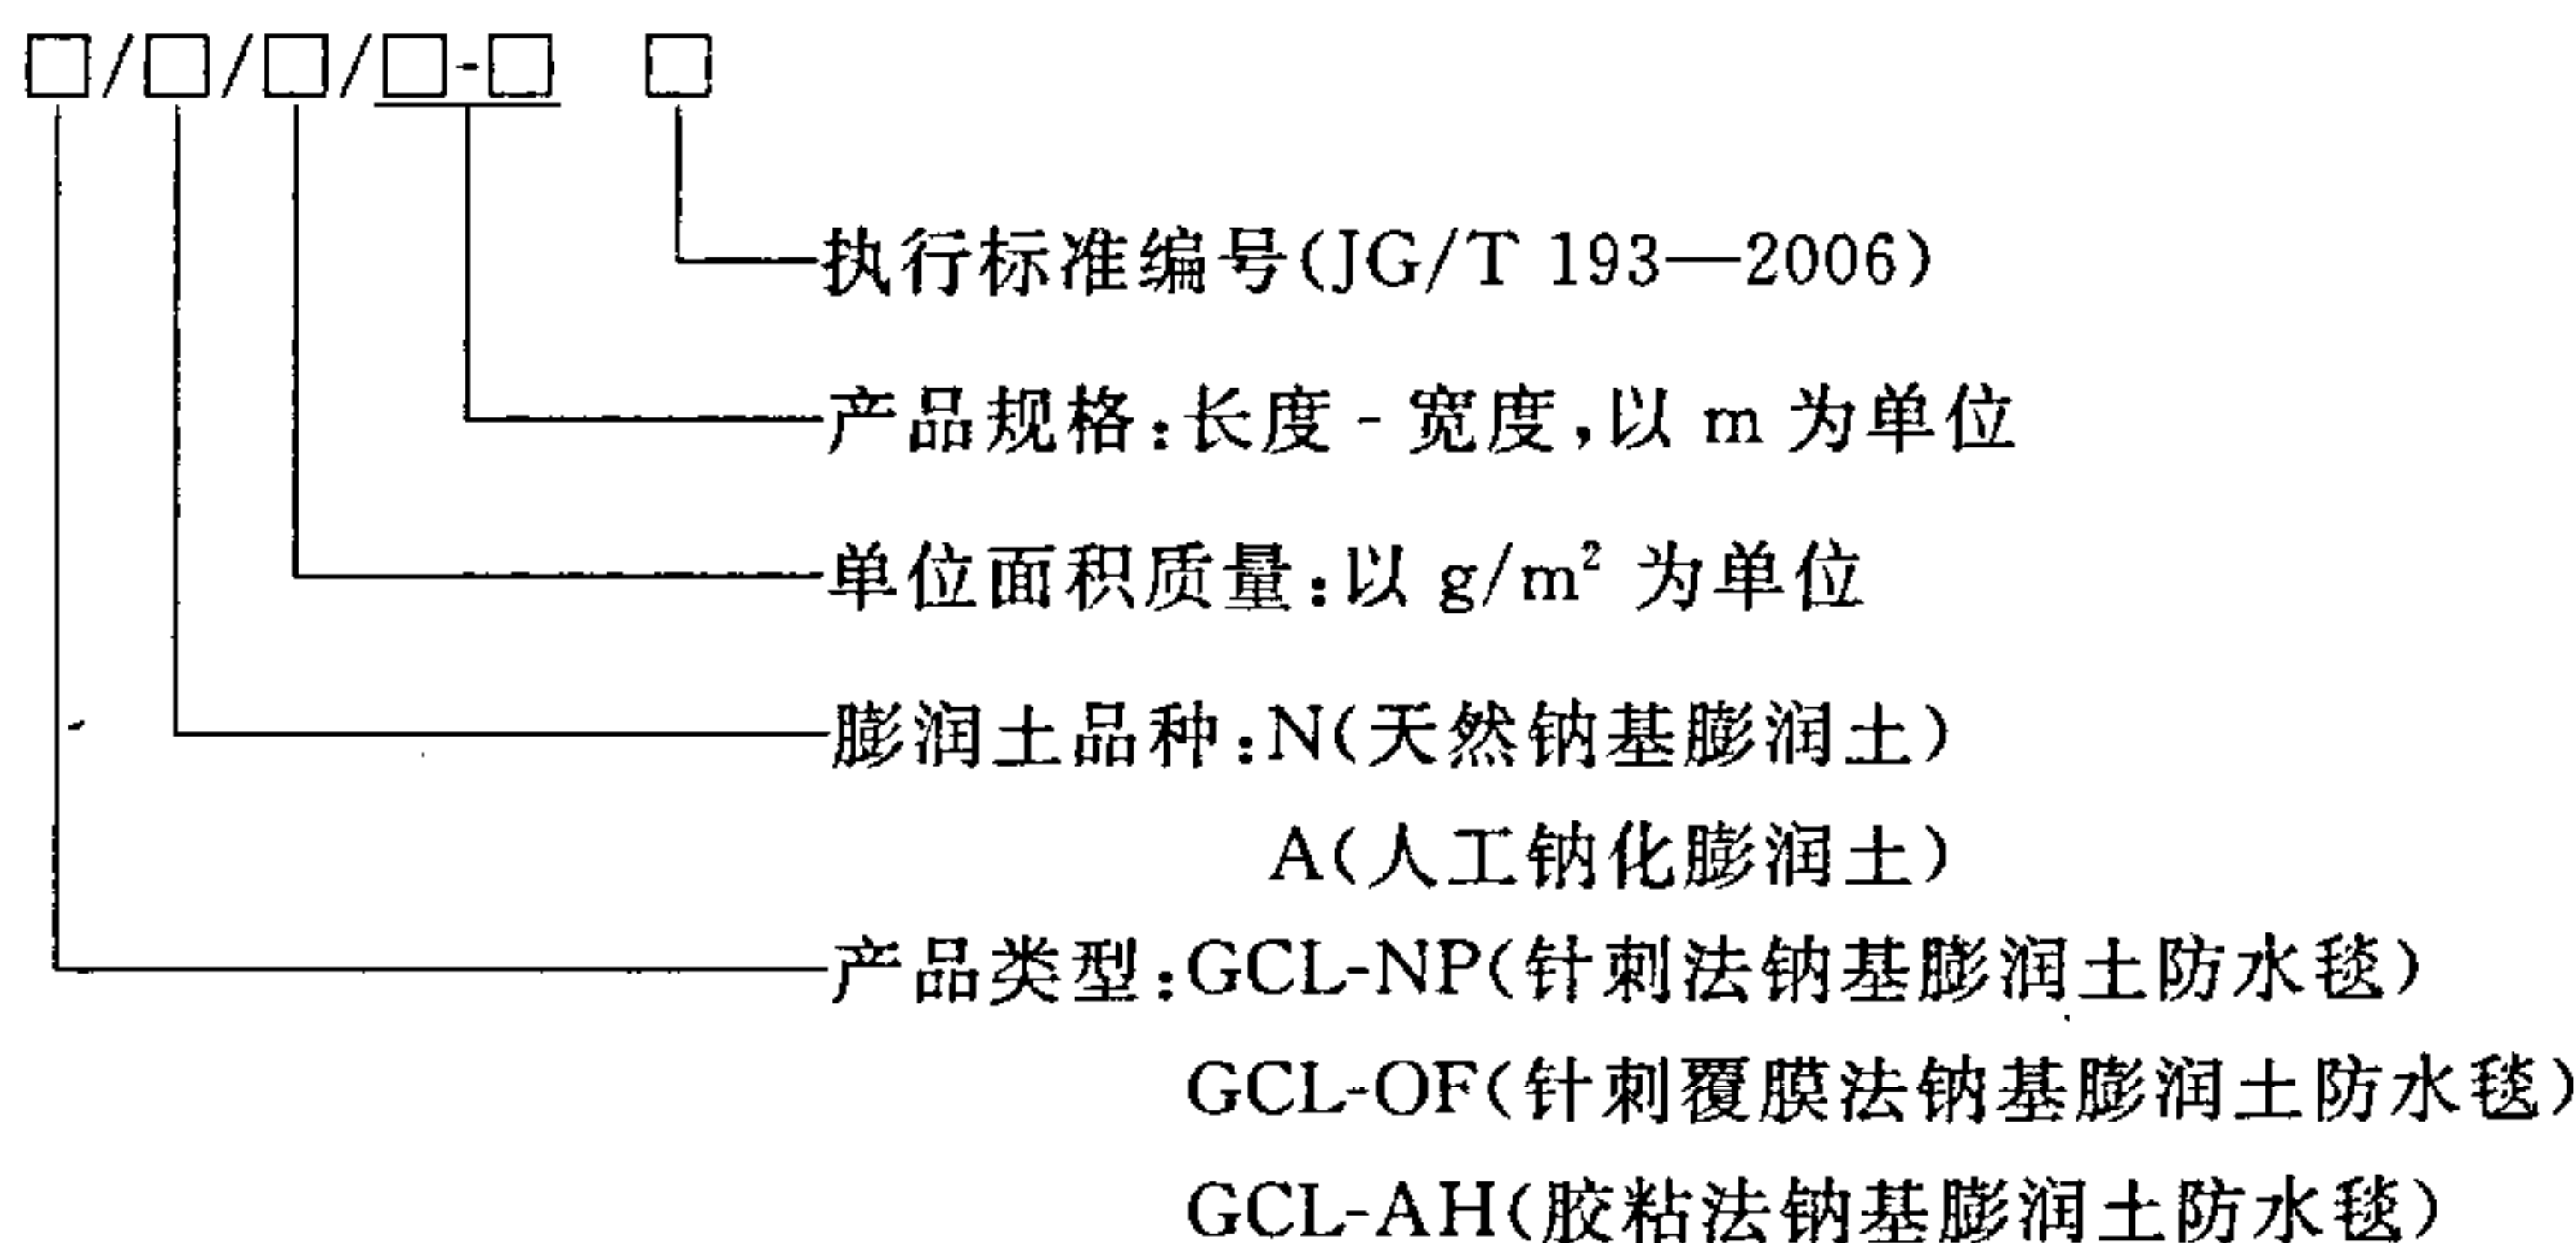 □/□/□/□-□ □
执行标准编号(JG/T 193—2006)
产品规格:长度-宽度,以 m 为单位
单位面积质量:以 g/m² 为单位
膨润土品种:N(天然钠基膨润土)
A(人工钠化膨润土)
产品类型:GCL-NP(针刺法钠基膨润土防水毯)
GCL-OF(针刺覆膜法钠基膨润土防水毯)
GCL-AH(胶粘法钠基膨润土防水毯)